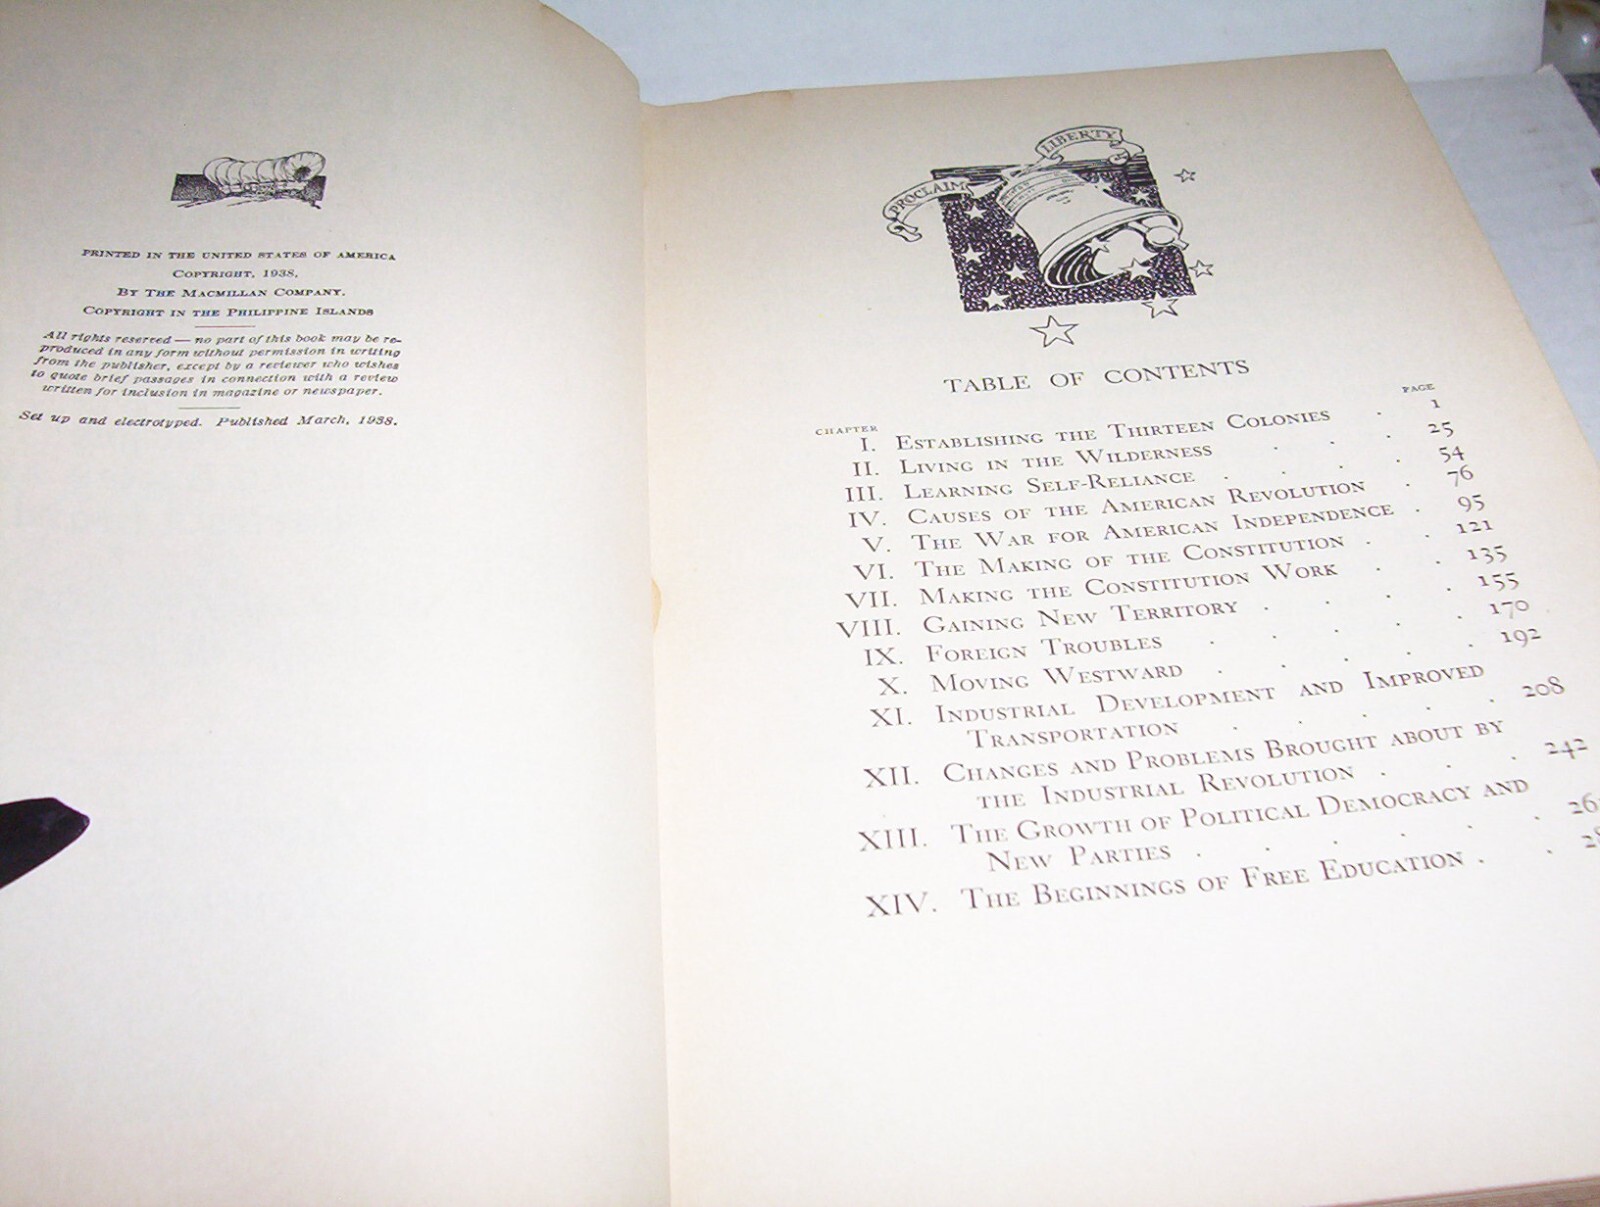 PRINTED IN THE UNITED STATES OF AMERICA
COPYRIGHT, 1938,
BY THE MACMILLAN COMPANY.
COPYRIGHT IN THE PHILIPPINE ISLANDS
All rights reserved — no part of this book may be re-
produced in any form without permission in writing
from the publisher, except by a reviewer who wishes
to quote brief passages in connection with a review
written for inclusion in magazine or newspaper.
Set up and electrotyped. Published March, 1938.
PROCLAIM LIBERTY
TABLE OF CONTENTS
CHAPTER PAGE
I. ESTABLISHING THE THIRTEEN COLONIES . 1
II. LIVING IN THE WILDERNESS . . . 25
III. LEARNING SELF-RELIANCE . . . . 54
IV. CAUSES OF THE AMERICAN REVOLUTION . 76
V. THE WAR FOR AMERICAN INDEPENDENCE . 95
VI. THE MAKING OF THE CONSTITUTION . . 121
VII. MAKING THE CONSTITUTION WORK . . 135
VIII. GAINING NEW TERRITORY . . . . 155
IX. FOREIGN TROUBLES . . . . . 170
X. MOVING WESTWARD . . . . . 192
XI. INDUSTRIAL DEVELOPMENT AND IMPROVED
TRANSPORTATION . . . . . 208
XII. CHANGES AND PROBLEMS BROUGHT ABOUT BY
THE INDUSTRIAL REVOLUTION . . . 242
XIII. THE GROWTH OF POLITICAL DEMOCRACY AND
NEW PARTIES . . . . . .
XIV. THE BEGINNINGS OF FREE EDUCATION . .